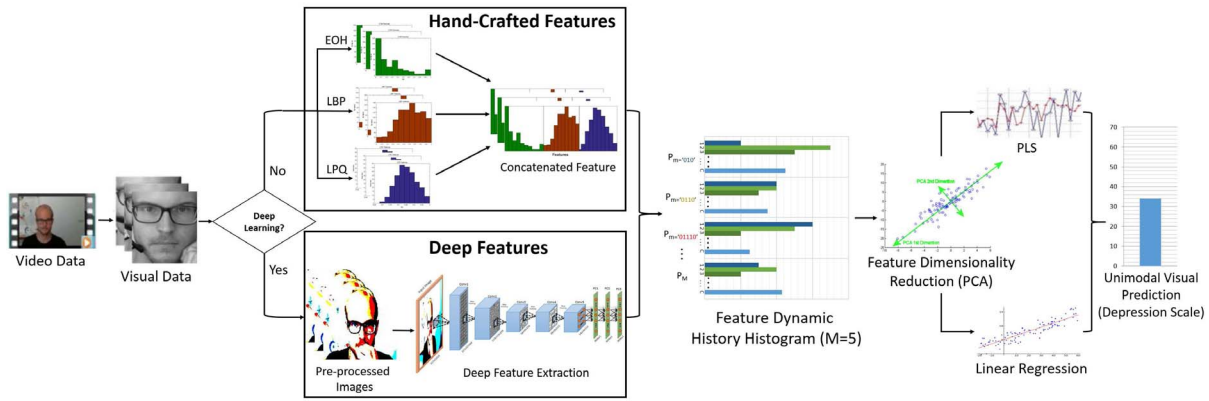 Hand-Crafted Features
EOH
LBP
LPQ
Features
Concatenated Feature
No
Deep
Learning?
Yes
Video Data
Visual Data
Deep Features
Pre-processed
Images
Deep Feature Extraction
Pm='010'
Pm='0110'
Pm='01110'
PM
Feature Dynamic
History Histogram (M=5)
PCA 2nd Dimention
PCA 1st Dimention
Feature Dimensionality
Reduction (PCA)
PLS
Linear Regression
70
60
50
40
30
20
10
0
Unimodal Visual
Prediction
(Depression Scale)